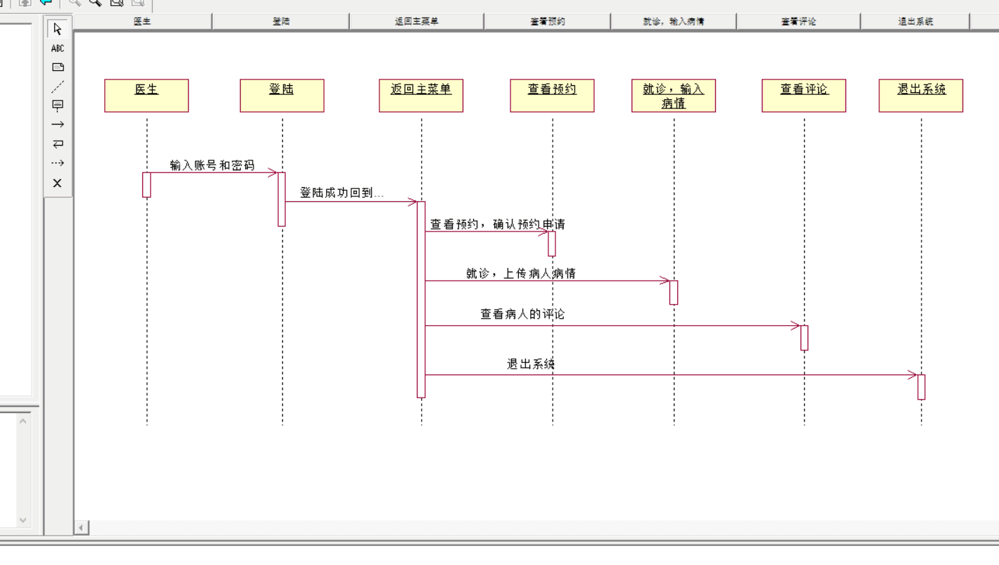 医生
登陆
返回主菜单
查看预约
就诊，输入病情
查看评论
退出系统
ABC
医生
登陆
返回主菜单
查看预约
就诊，输入
病情
查看评论
退出系统
输入账号和密码
登陆成功回到...
查看预约，确认预约申请
就诊，上传病人病情
查看病人的评论
退出系统